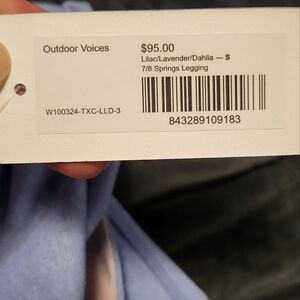 Outdoor Voices
$95.00
Lilac/Lavender/Dahlia — S
7/8 Springs Legging
W100324-TXC-LLD-3
843289109183